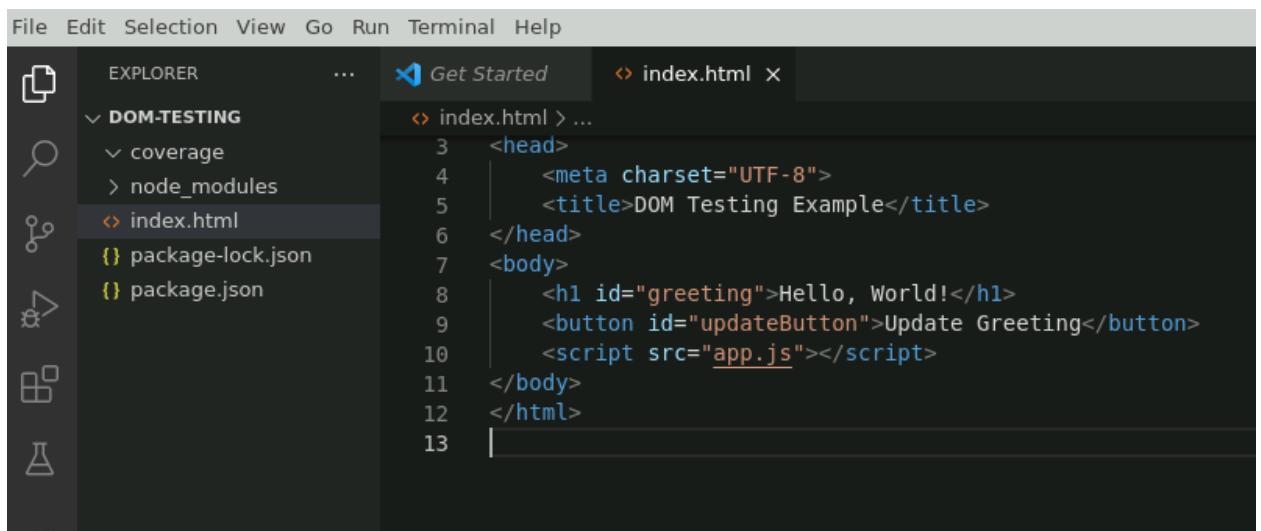 File Edit Selection View Go Run Terminal Help
EXPLORER ...
DOM-TESTING
coverage
node_modules
index.html
package-lock.json
package.json
Get Started index.html ×
index.html > ...
3 <head>
4 <meta charset="UTF-8">
5 <title>DOM Testing Example</title>
6 </head>
7 <body>
8 <h1 id="greeting">Hello, World!</h1>
9 <button id="updateButton">Update Greeting</button>
10 <script src="app.js"></script>
11 </body>
12 </html>
13